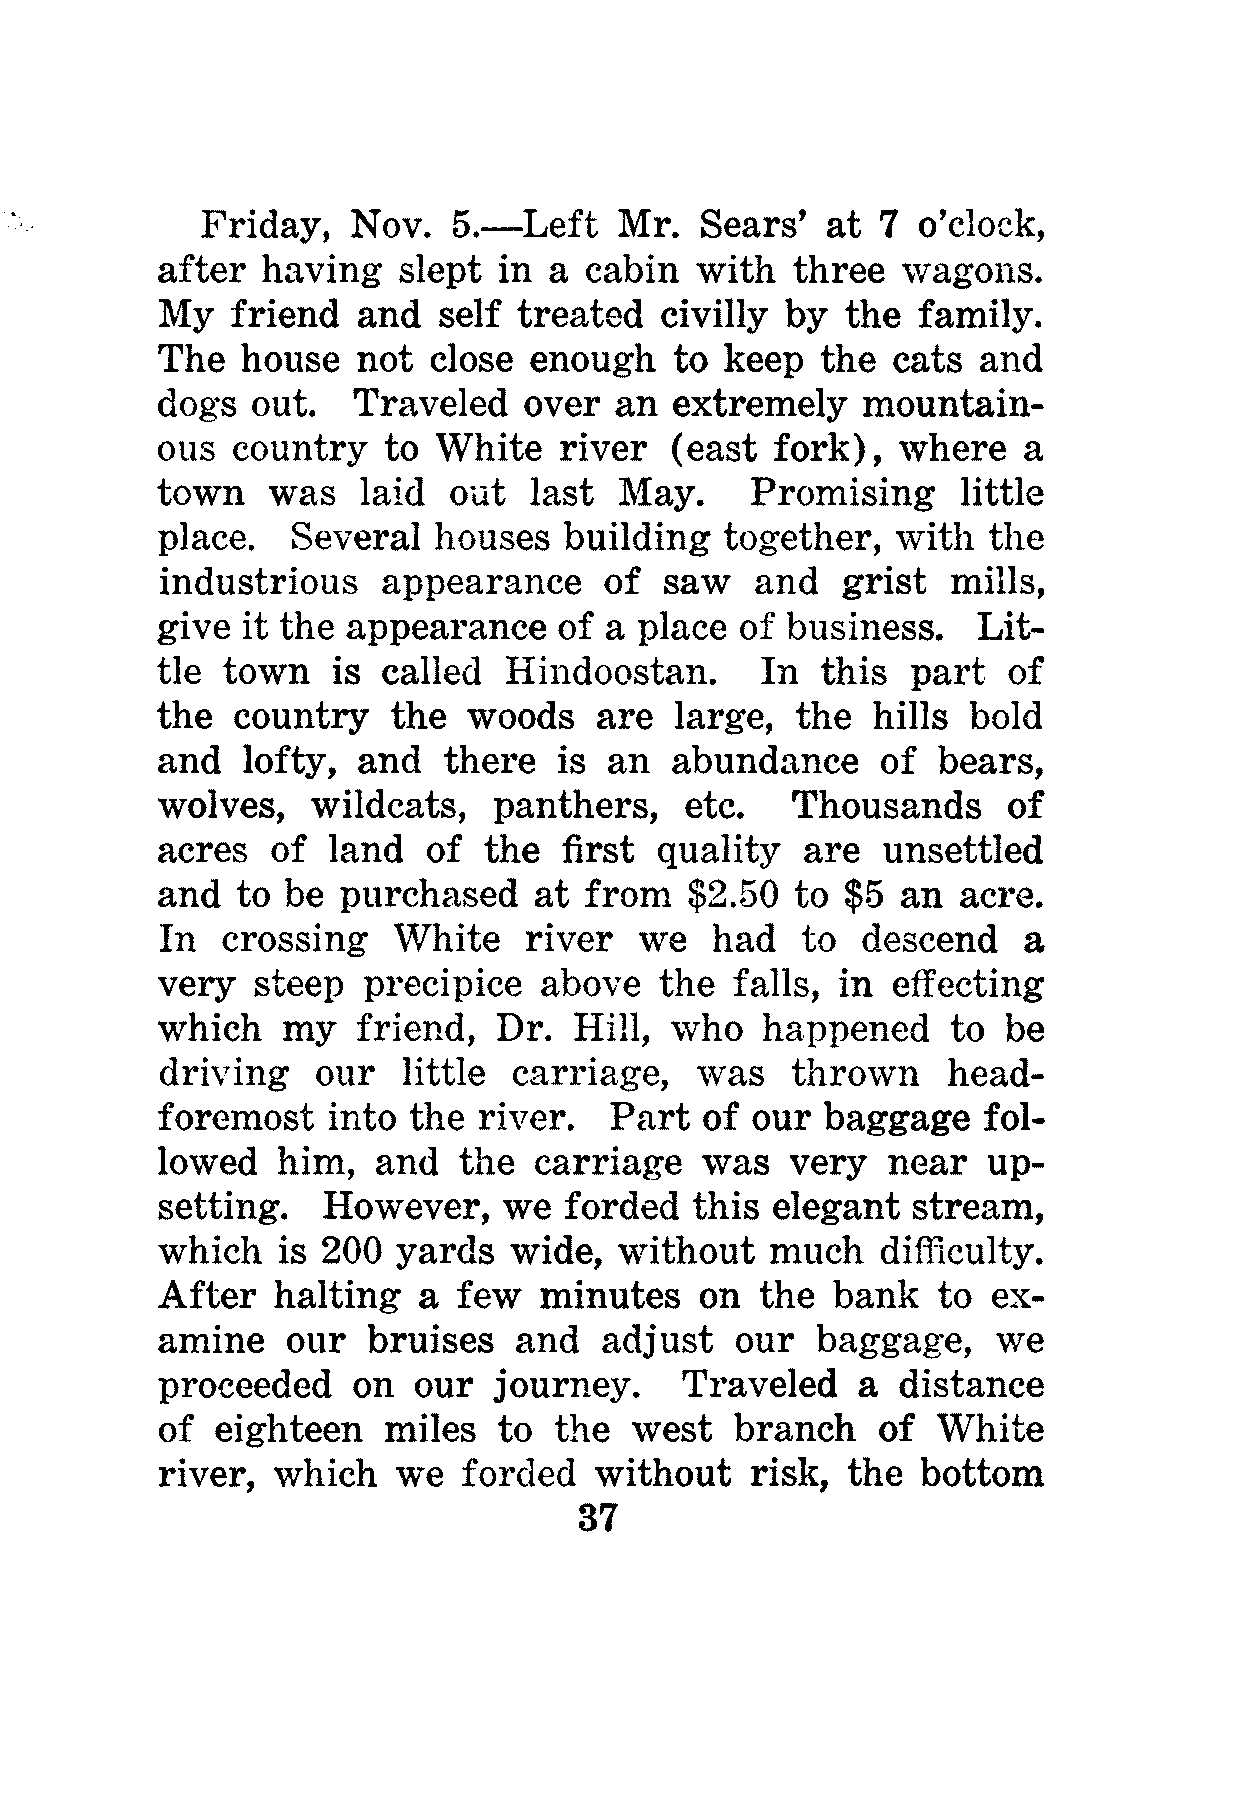 Friday, Nov. 5.—Left Mr. Sears' at 7 o'clock,
after having slept in a cabin with three wagons.
My friend and self treated civilly by the family.
The house not close enough to keep the cats and
dogs out. Traveled over an extremely mountain-
ous country to White river (east fork), where a
town was laid out last May. Promising little
place. Several houses building together, with the
industrious appearance of saw and grist mills,
give it the appearance of a place of business. Lit-
tle town is called Hindoostan. In this part of
the country the woods are large, the hills bold
and lofty, and there is an abundance of bears,
wolves, wildcats, panthers, etc. Thousands of
acres of land of the first quality are unsettled
and to be purchased at from $2.50 to $5 an acre.
In crossing White river we had to descend a
very steep precipice above the falls, in effecting
which my friend, Dr. Hill, who happened to be
driving our little carriage, was thrown head-
foremost into the river. Part of our baggage fol-
lowed him, and the carriage was very near up-
setting. However, we forded this elegant stream,
which is 200 yards wide, without much difficulty.
After halting a few minutes on the bank to ex-
amine our bruises and adjust our baggage, we
proceeded on our journey. Traveled a distance
of eighteen miles to the west branch of White
river, which we forded without risk, the bottom
37